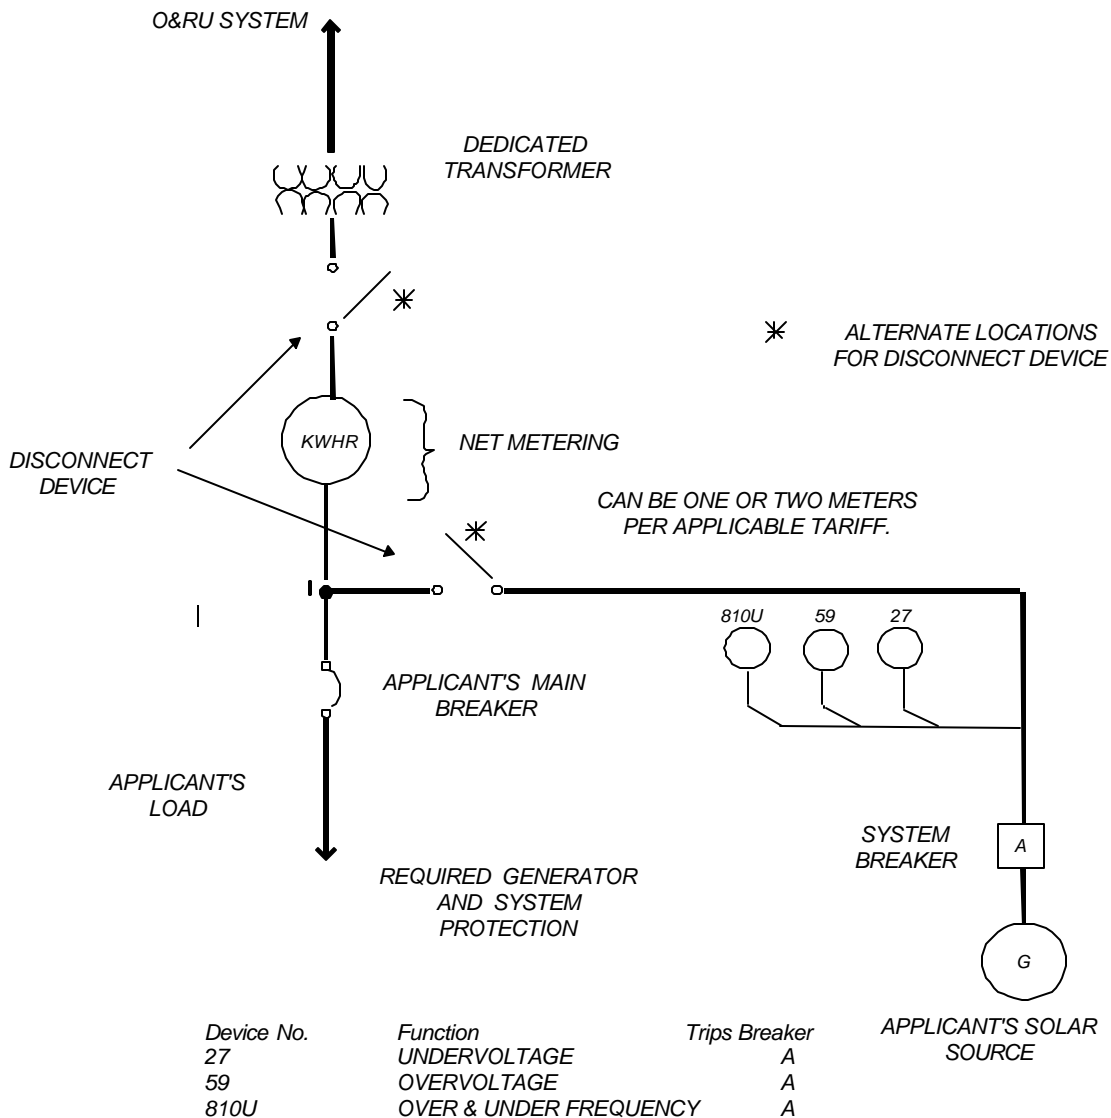 O&RU SYSTEM
DEDICATED
TRANSFORMER
ALTERNATE LOCATIONS
FOR DISCONNECT DEVICE
KWHR
NET METERING
DISCONNECT
DEVICE
CAN BE ONE OR TWO METERS
PER APPLICABLE TARIFF.
810U
59
27
APPLICANT'S MAIN
BREAKER
APPLICANT'S
LOAD
SYSTEM
BREAKER
A
REQUIRED GENERATOR
AND SYSTEM
PROTECTION
G
APPLICANT'S SOLAR
SOURCE
Device No. Function Trips Breaker
27 UNDERVOLTAGE A
59 OVERVOLTAGE A
810U OVER & UNDER FREQUENCY A